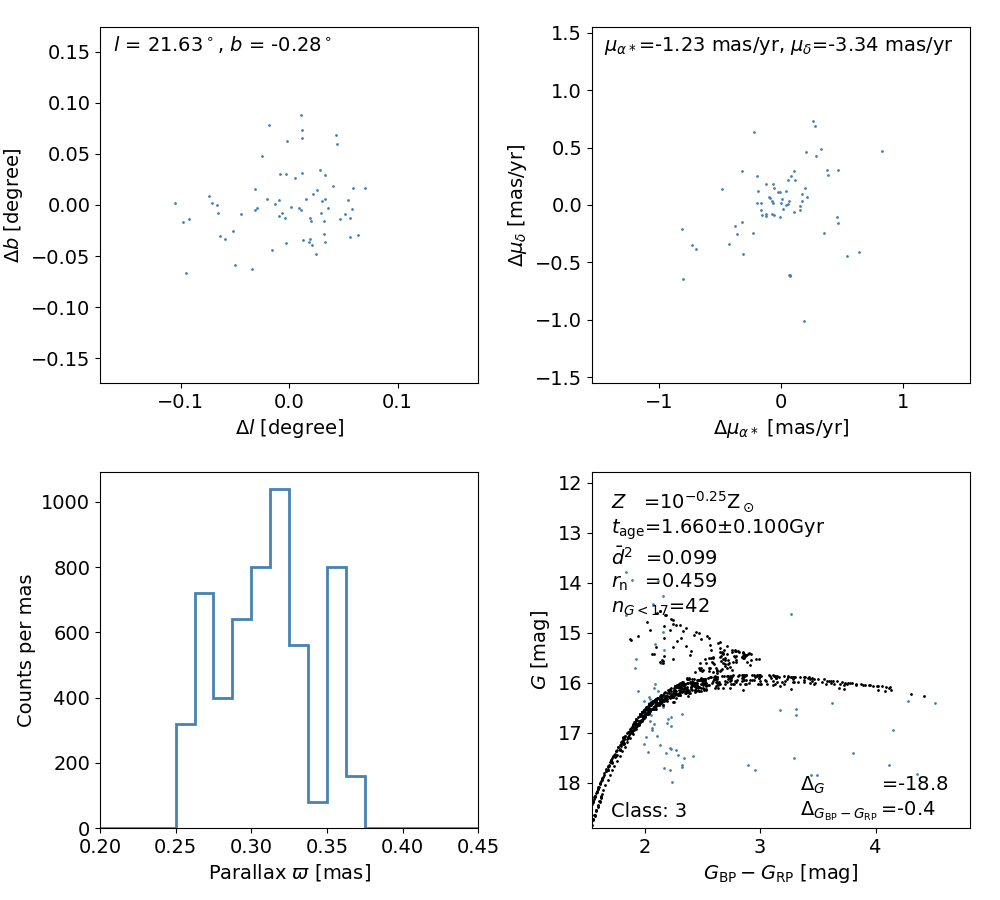 l = 21.63°, b = -0.28°
0.15
0.10
0.05
0.00
−0.05
−0.10
−0.15
Δb [degree]
−0.1
0.0
0.1
Δl [degree]
μα*=-1.23 mas/yr, μδ=-3.34 mas/yr
1.5
1.0
0.5
0.0
−0.5
−1.0
−1.5
Δμδ [mas/yr]
−1
0
1
Δμα* [mas/yr]
1000
800
600
400
200
0
Counts per mas
0.20
0.25
0.30
0.35
0.40
0.45
Parallax ϖ [mas]
Z =10^−0.25 Z⊙
t_age=1.660±0.100Gyr
d̄² =0.099
r_n =0.459
n_G<17=42
12
13
14
15
16
17
18
G [mag]
Δ_G =-18.8
Class: 3
Δ_G_BP−G_RP =-0.4
2
3
4
G_BP − G_RP [mag]